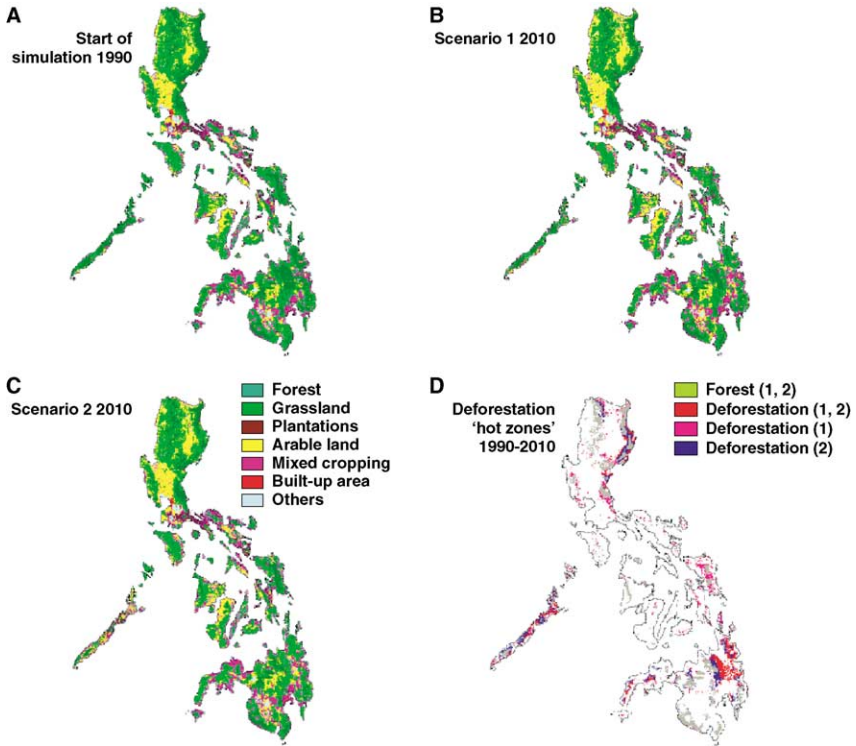 A
Start of
simulation 1990
B
Scenario 1 2010
C
Scenario 2 2010
Forest
Grassland
Plantations
Arable land
Mixed cropping
Built-up area
Others
D
Deforestation
‘hot zones’
1990-2010
Forest (1, 2)
Deforestation (1, 2)
Deforestation (1)
Deforestation (2)